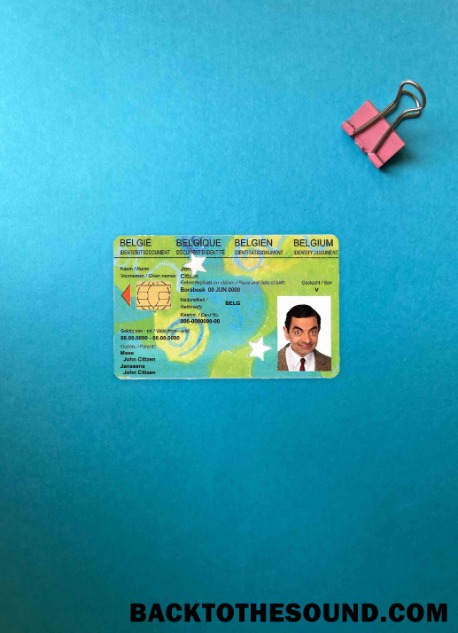 BELGIË BELGIQUE BELGIEN BELGIUM
IDENTITEITSDOCUMENT DOCUMENT D'IDENTITE IDENTITÄTSDOKUMENT IDENTITY DOCUMENT
Naam / Name John
Voornamen / Given names Citizen
Geboorteplaats en -datum / Place and date of birth Geslacht / Sex
Borsbeek 00 JUN 0000 V
Nationaliteit /
Nationality BELG
Kaartnr. / Card No
000-0000000-00
Geldig van - tot / Valid from - until
00.00.0000 - 00.00.0000
Ouders / Parents
John Citizen
Janssens
John Citizen
BACKTOTHESOUND.COM